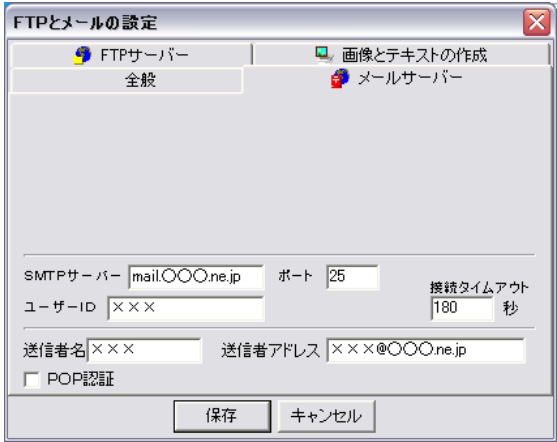 FTPとメールの設定
FTPサーバー 画像とテキストの作成
全般 メールサーバー
SMTPサーバー mail.〇〇〇.ne.jp ポート 25
接続タイムアウト
ユーザーID ××× 180 秒
送信者名 ××× 送信者アドレス ×××@〇〇〇.ne.jp
POP認証
保存 キャンセル